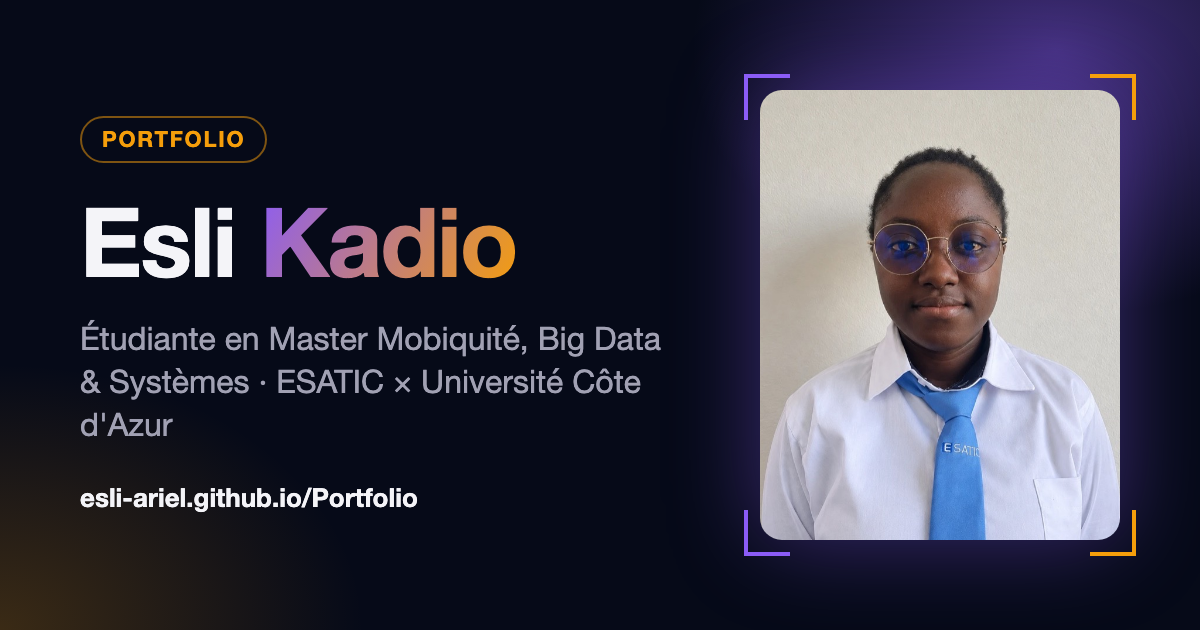 PORTFOLIO
Esli Kadio
Étudiante en Master Mobiquité, Big Data
& Systèmes · ESATIC × Université Côte
d'Azur
esli-ariel.github.io/Portfolio
ESATIC